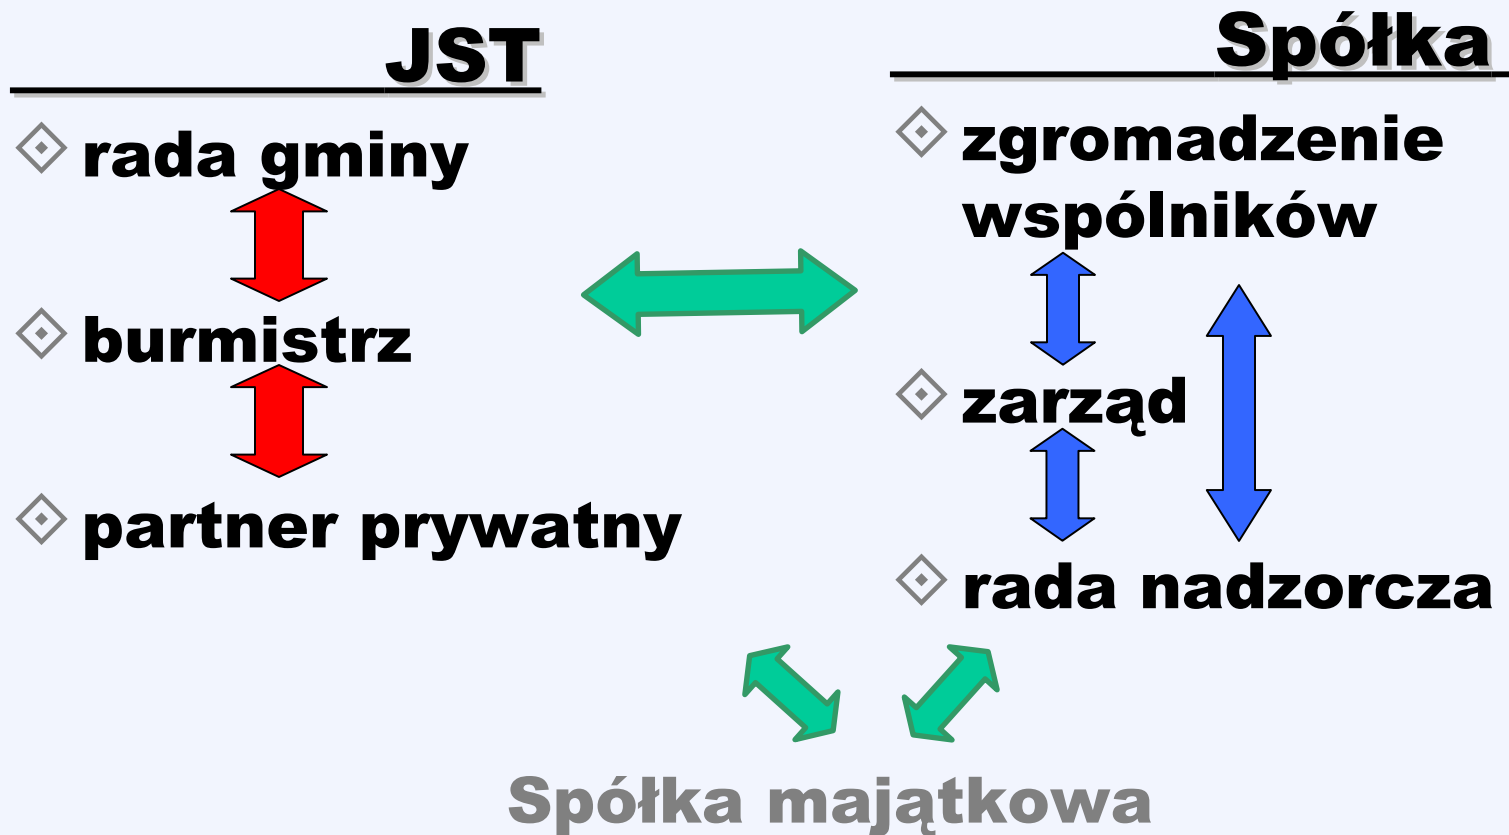 JST
rada gminy
burmistrz
partner prywatny
Spółka
zgromadzenie
wspólników
zarząd
rada nadzorcza
Spółka majątkowa